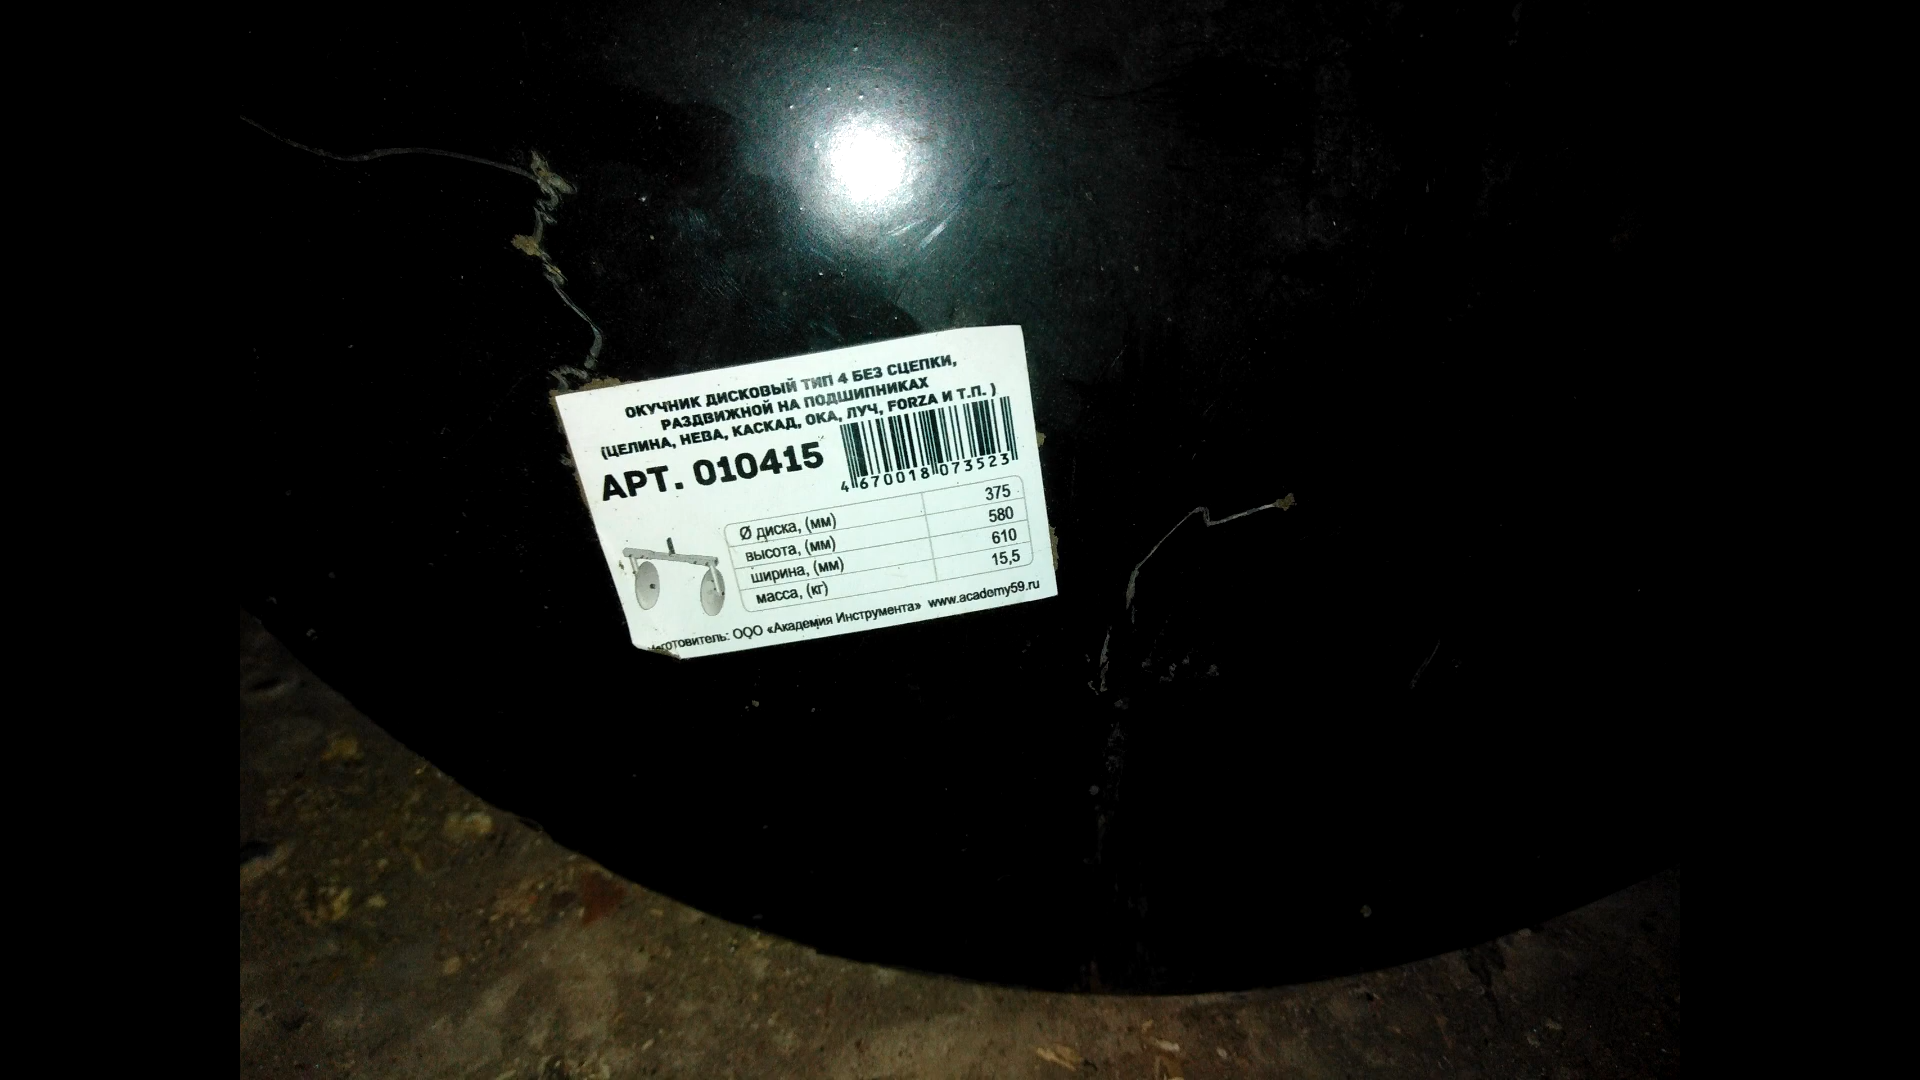 ОКУЧНИК ДИСКОВЫЙ ТИП 4 БЕЗ СЦЕПКИ,
РАЗДВИЖНОЙ НА ПОДШИПНИКАХ
(ЦЕЛИНА, НЕВА, КАСКАД, ОКА, ЛУЧ, FORZA И Т.П. )
АРТ. 010415
4 670018 073523
Ø диска, (мм) 375
высота, (мм) 580
ширина, (мм) 610
масса, (кг) 15,5
Изготовитель: ООО «Академия Инструмента» www.academy59.ru